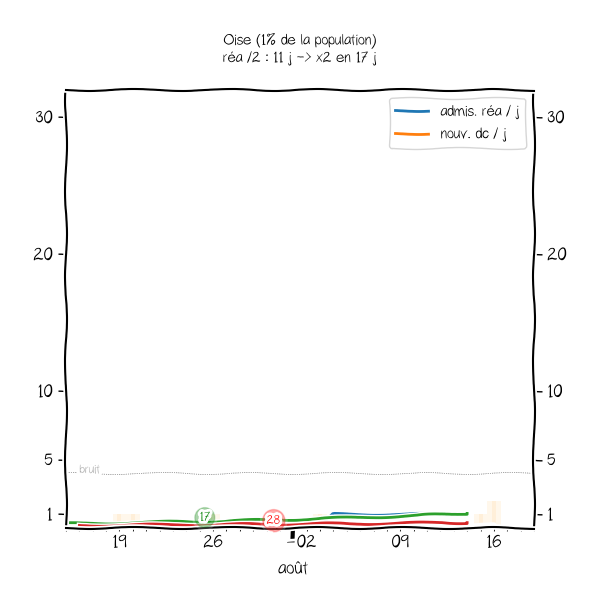 Oise (1% de la population)
réa /2 : 11 j -> x2 en 17 j
admis. réa / j
nouv. dc / j
30
30
20
20
10
10
5
5
bruit
1
1
17
28
19
26
02
09
16
août